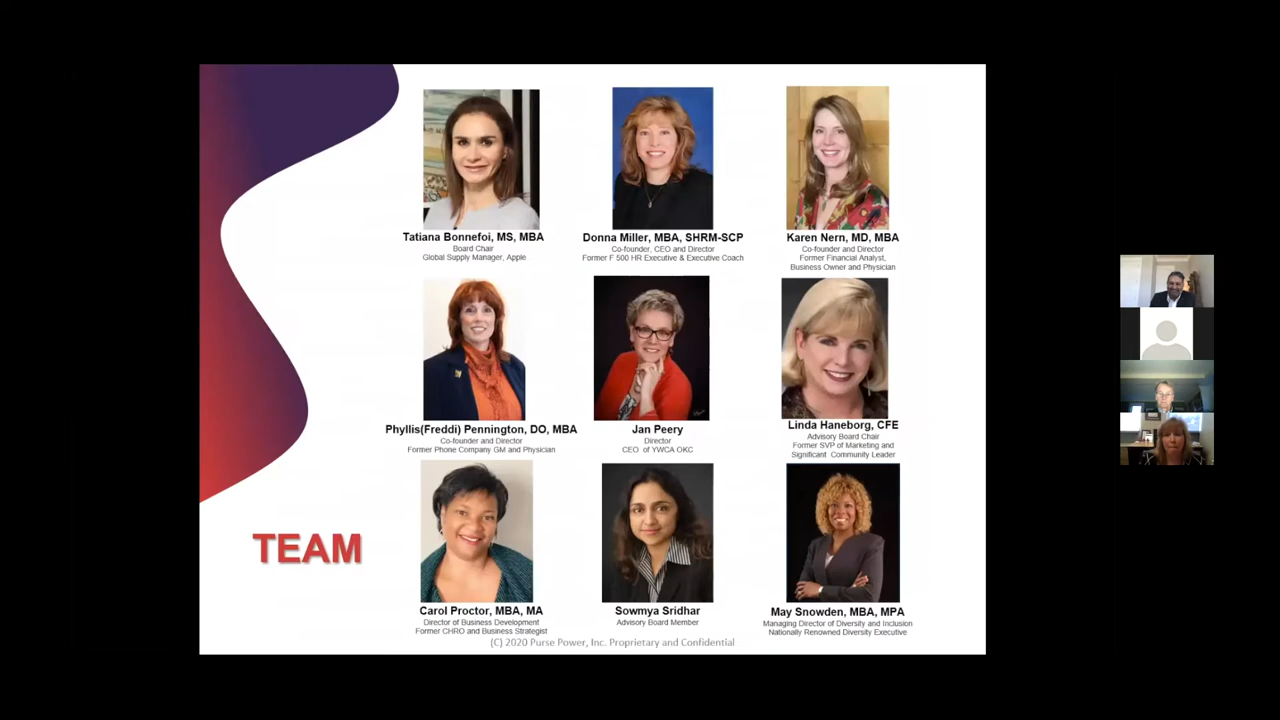 Tatiana Bonnefoi, MS, MBA
Board Chair
Global Supply Manager, Apple
Donna Miller, MBA, SHRM-SCP
Co-founder, CEO and Director
Former F 500 HR Executive & Executive Coach
Karen Nern, MD, MBA
Co-founder and Director
Former Financial Analyst,
Business Owner and Physician
Phyllis(Freddi) Pennington, DO, MBA
Co-founder and Director
Former Phone Company GM and Physician
Jan Peery
Director
CEO of YWCA OKC
Linda Haneborg, CFE
Advisory Board Chair
Former SVP of Marketing and
Significant Community Leader
TEAM
Carol Proctor, MBA, MA
Director of Business Development
Former CHRO and Business Strategist
Sowmya Sridhar
Advisory Board Member
May Snowden, MBA, MPA
Managing Director of Diversity and Inclusion
Nationally Renowned Diversity Executive
(C) 2020 Purse Power, Inc. Proprietary and Confidential